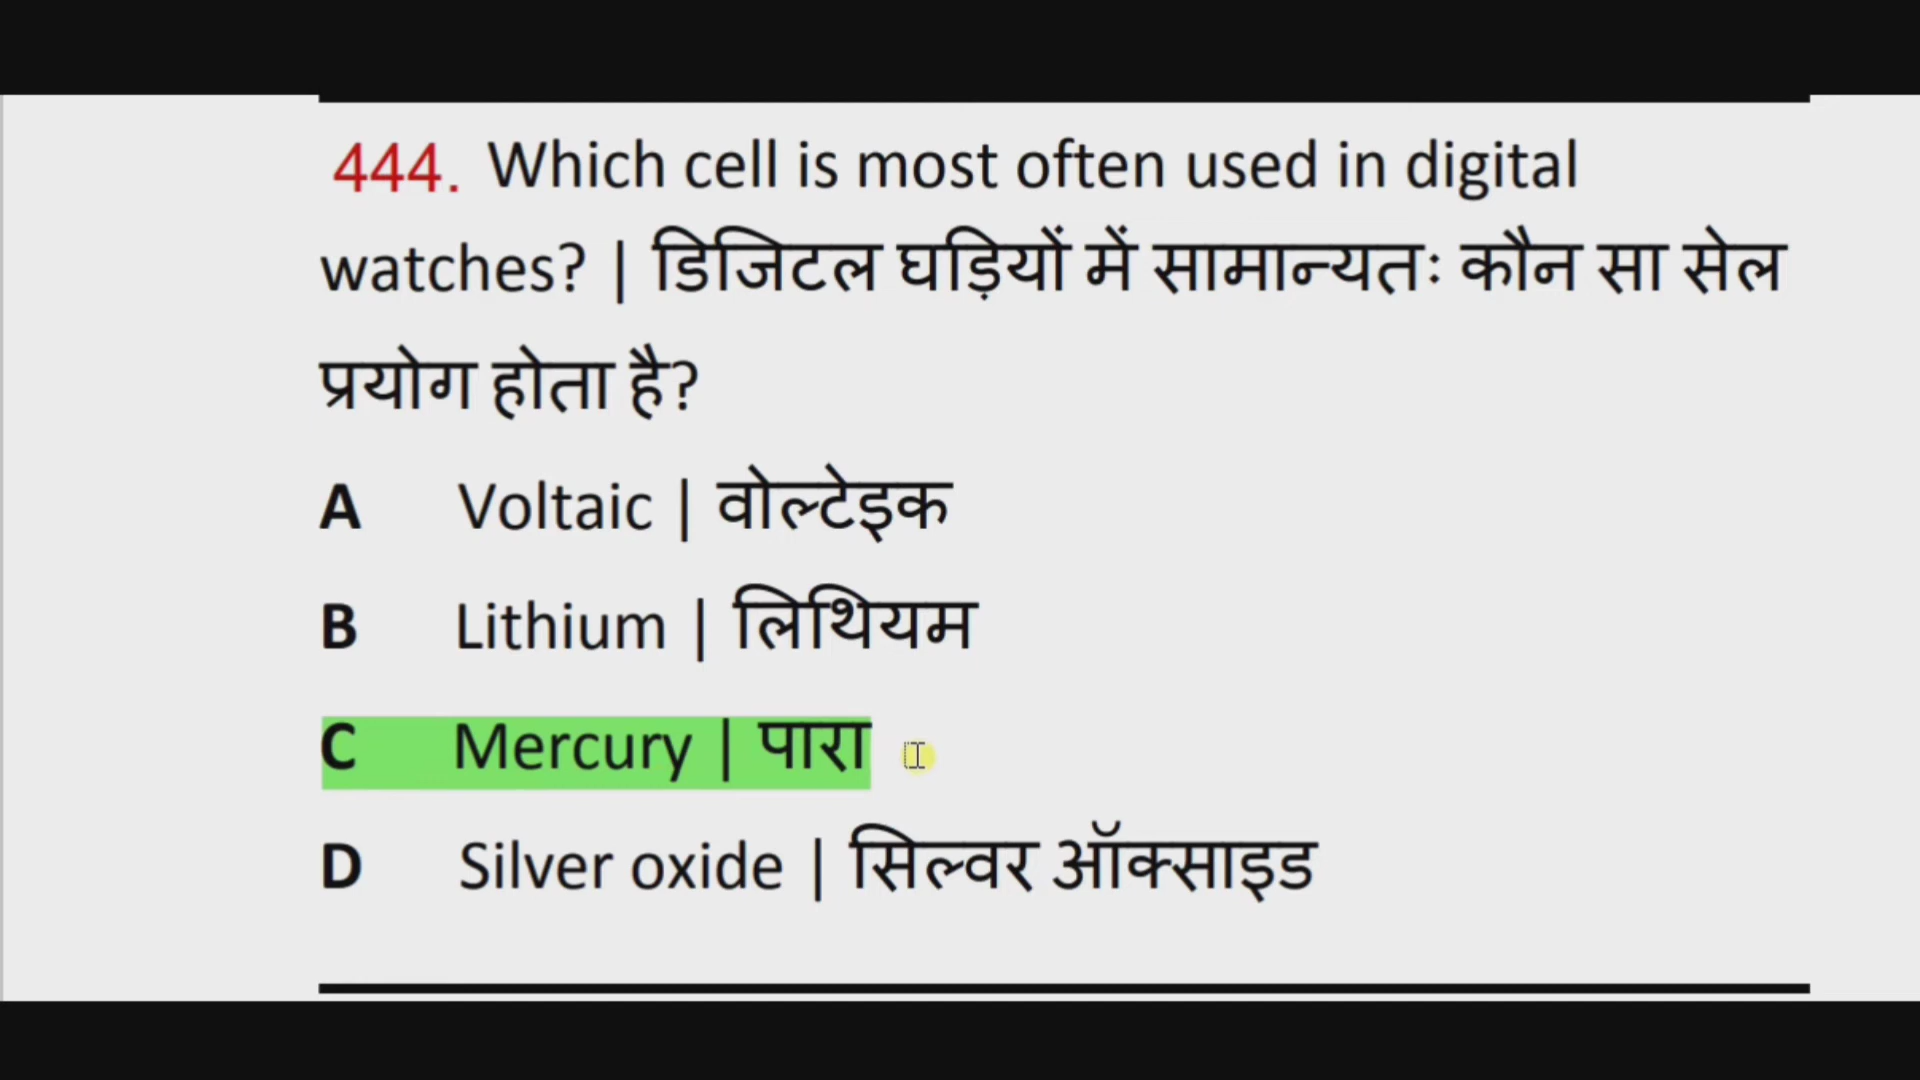 444. Which cell is most often used in digital
watches? | डिजिटल घड़ियों में सामान्यतः कौन सा सेल
प्रयोग होता है?
A Voltaic | वोल्टेइक
B Lithium | लिथियम
C Mercury | पारा
D Silver oxide | सिल्वर ऑक्साइड